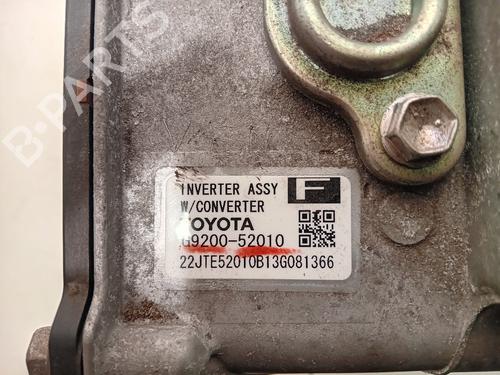 B-PARTS
INVERTER ASSY F
W/CONVERTER
TOYOTA
G9200-52010
22JTE52010B13G081366